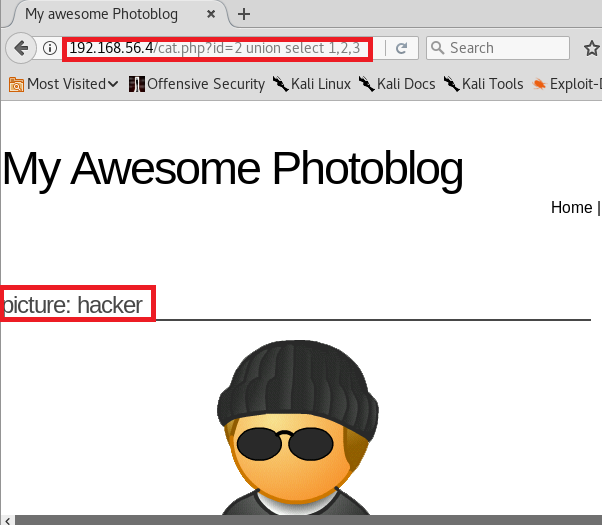 My awesome Photoblog
192.168.56.4/cat.php?id=2 union select 1,2,3
Search
Most Visited
Offensive Security
Kali Linux
Kali Docs
Kali Tools
Exploit-D
My Awesome Photoblog
Home |
picture: hacker